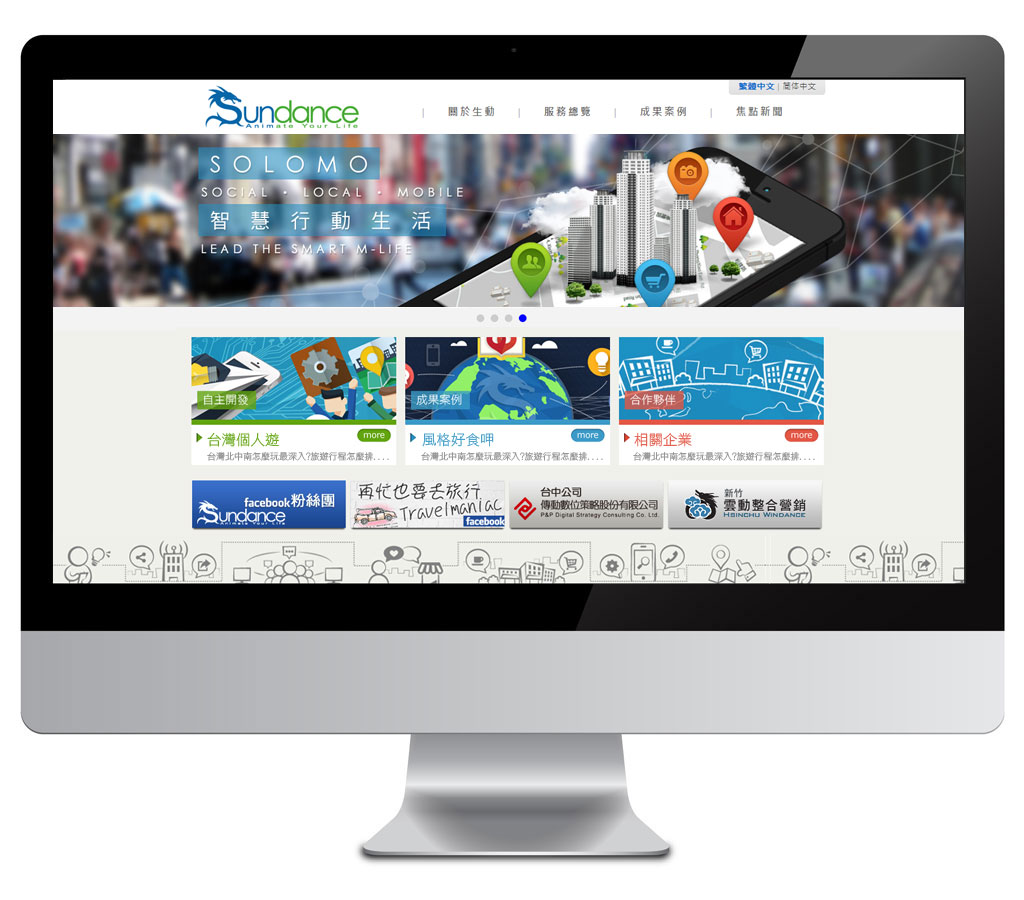 繁體中文 | 简体中文
Sundance
Animate Your Life
| 關於生動 | 服務總覽 | 成果案例 | 焦點新聞
SOLOMO
SOCIAL · LOCAL · MOBILE
智慧行動生活
LEAD THE SMART M-LIFE
自主開發
台灣個人遊
more
台灣北中南怎麼玩最深入?旅遊行程怎麼排....
成果案例
風格好食呷
more
台灣北中南怎麼玩最深入?旅遊行程怎麼排....
合作夥伴
相關企業
more
台灣北中南怎麼玩最深入?旅遊行程怎麼排....
facebook粉絲團
Sundance
Animate Your Life
再忙也要去旅行
Travelmaniac
facebook
台中公司
傳動數位策略股份有限公司
P&P Digital Strategy Consulting Co. Ltd.
新竹
雲動整合營銷
HSINCHU WINDANCE